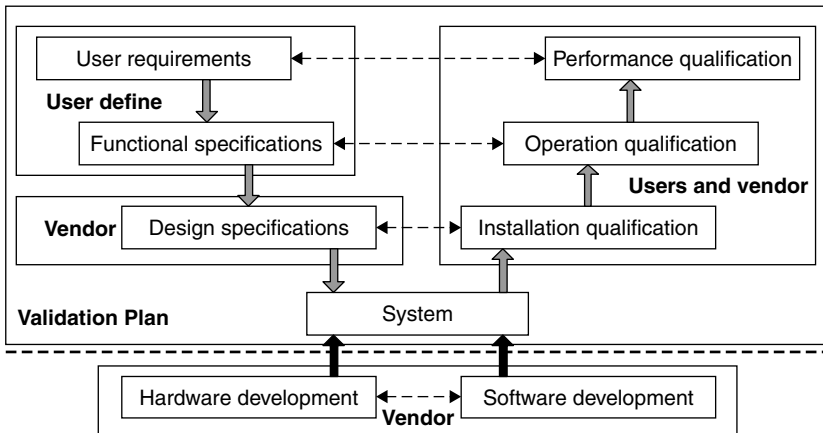 User requirements
Performance qualification
User define
Functional specifications
Operation qualification
Users and vendor
Vendor
Design specifications
Installation qualification
System
Validation Plan
Hardware development
Software development
Vendor